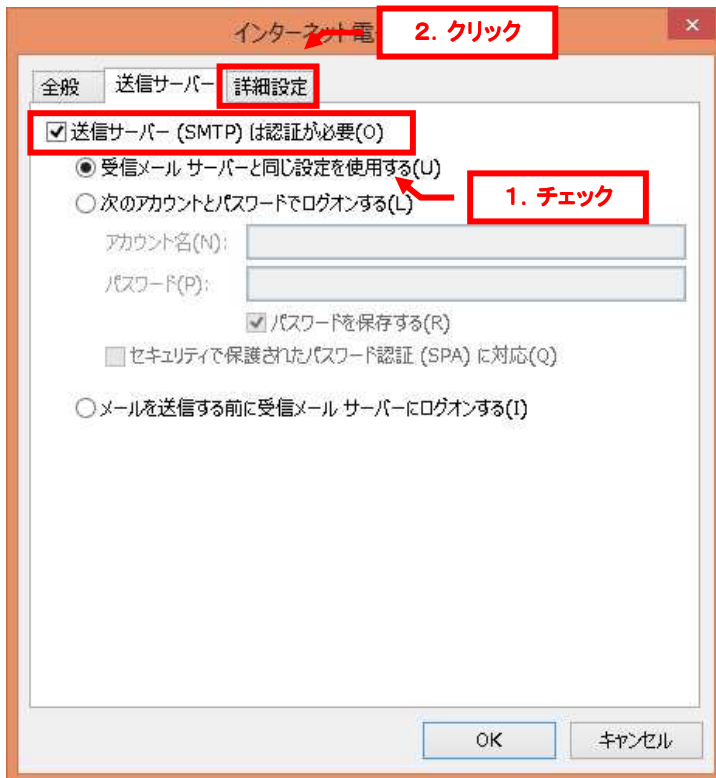 インターネット電
2. クリック
全般
送信サーバー
詳細設定
送信サーバー (SMTP) は認証が必要(O)
受信メール サーバーと同じ設定を使用する(U)
1. チェック
次のアカウントとパスワードでログオンする(L)
アカウント名(N):
パスワード(P):
パスワードを保存する(R)
セキュリティで保護されたパスワード認証 (SPA) に対応(Q)
メールを送信する前に受信メール サーバーにログオンする(I)
OK
キャンセル